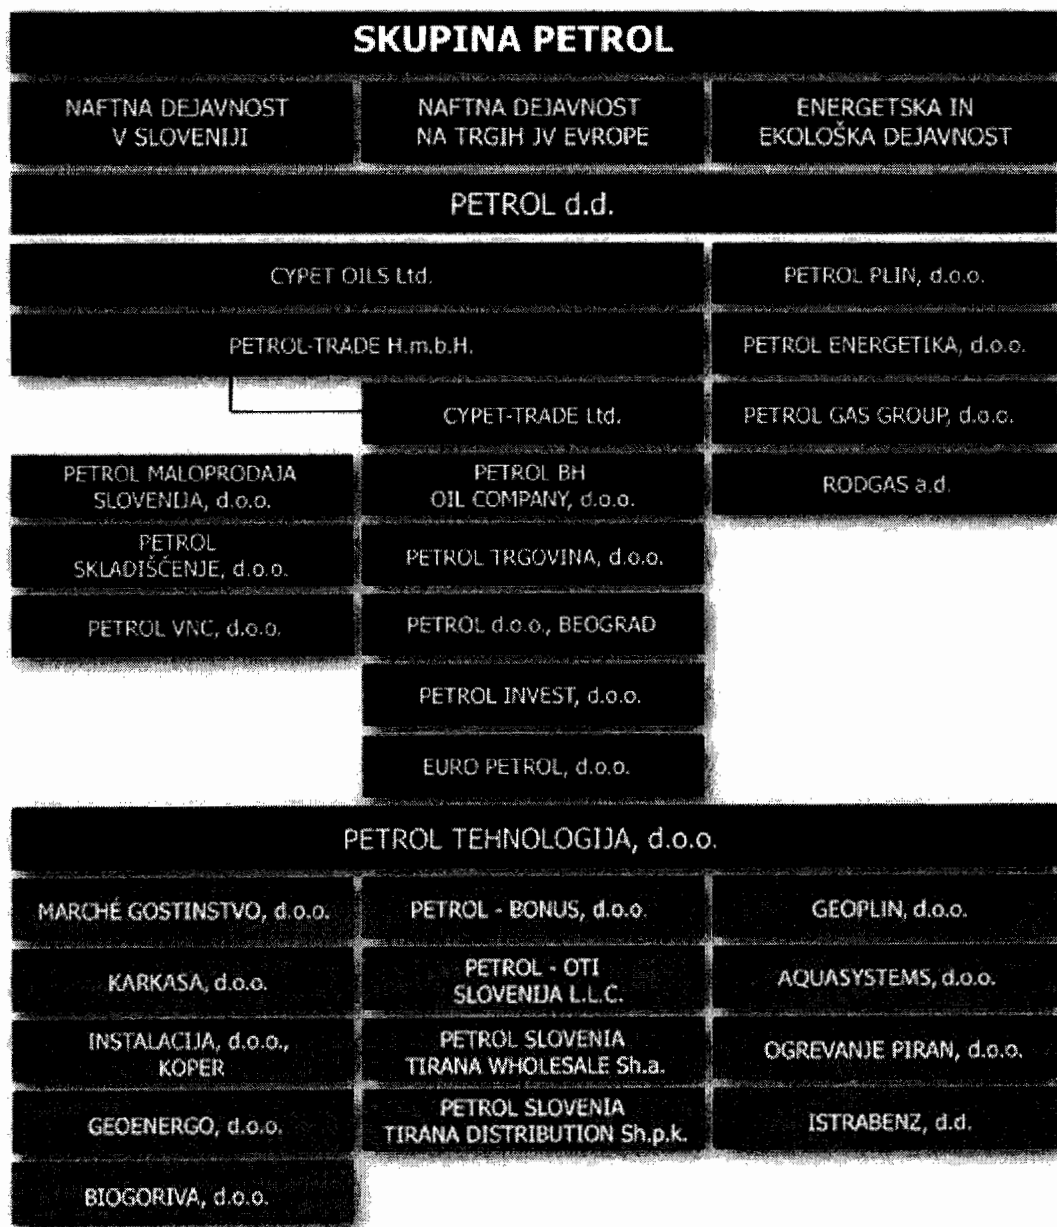 SKUPINA PETROL
NAFTNA DEJAVNOST
V SLOVENIJI
NAFTNA DEJAVNOST
NA TRGIH JV EVROPE
ENERGETSKA IN
EKOLOŠKA DEJAVNOST
PETROL d.d.
CYPET OILS Ltd.
PETROL PLIN, d.o.o.
PETROL-TRADE H.m.b.H.
PETROL ENERGETIKA, d.o.o.
CYPET-TRADE Ltd.
PETROL GAS GROUP, d.o.o.
PETROL MALOPRODAJA
SLOVENIJA, d.o.o.
PETROL BH
OIL COMPANY, d.o.o.
RODGAS a.d.
PETROL
SKLADIŠČENJE, d.o.o.
PETROL TRGOVINA, d.o.o.
PETROL VNC, d.o.o.
PETROL d.o.o., BEOGRAD
PETROL INVEST, d.o.o.
EURO PETROL, d.o.o.
PETROL TEHNOLOGIJA, d.o.o.
MARCHÉ GOSTINSTVO, d.o.o.
PETROL - BONUS, d.o.o.
GEOPLIN, d.o.o.
KARKASA, d.o.o.
PETROL - OTI
SLOVENIJA L.L.C.
AQUASYSTEMS, d.o.o.
INSTALACIJA, d.o.o.,
KOPER
PETROL SLOVENIA
TIRANA WHOLESALE Sh.a.
OGREVANJE PIRAN, d.o.o.
GEOENERGO, d.o.o.
PETROL SLOVENIA
TIRANA DISTRIBUTION Sh.p.k.
ISTRABENZ, d.d.
BIOGORIVA, d.o.o.